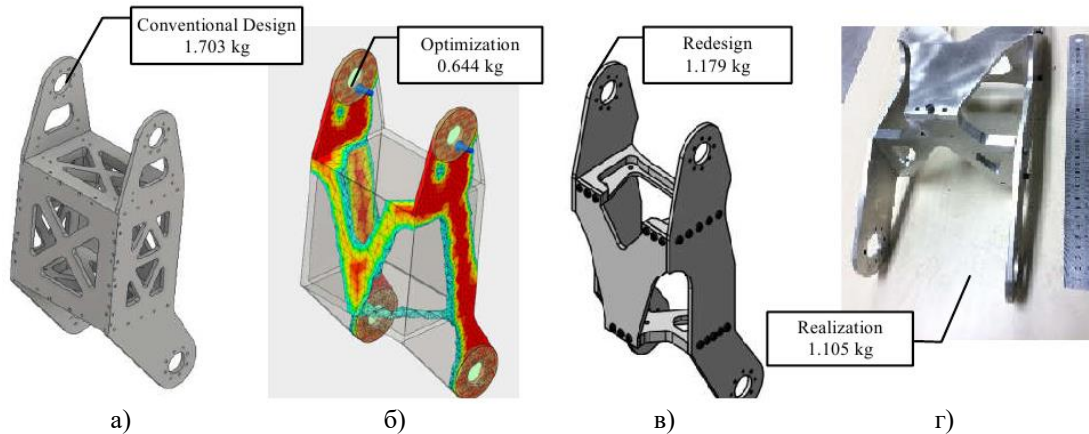 Conventional Design
1.703 kg
Optimization
0.644 kg
Redesign
1.179 kg
Realization
1.105 kg
а)
б)
в)
г)